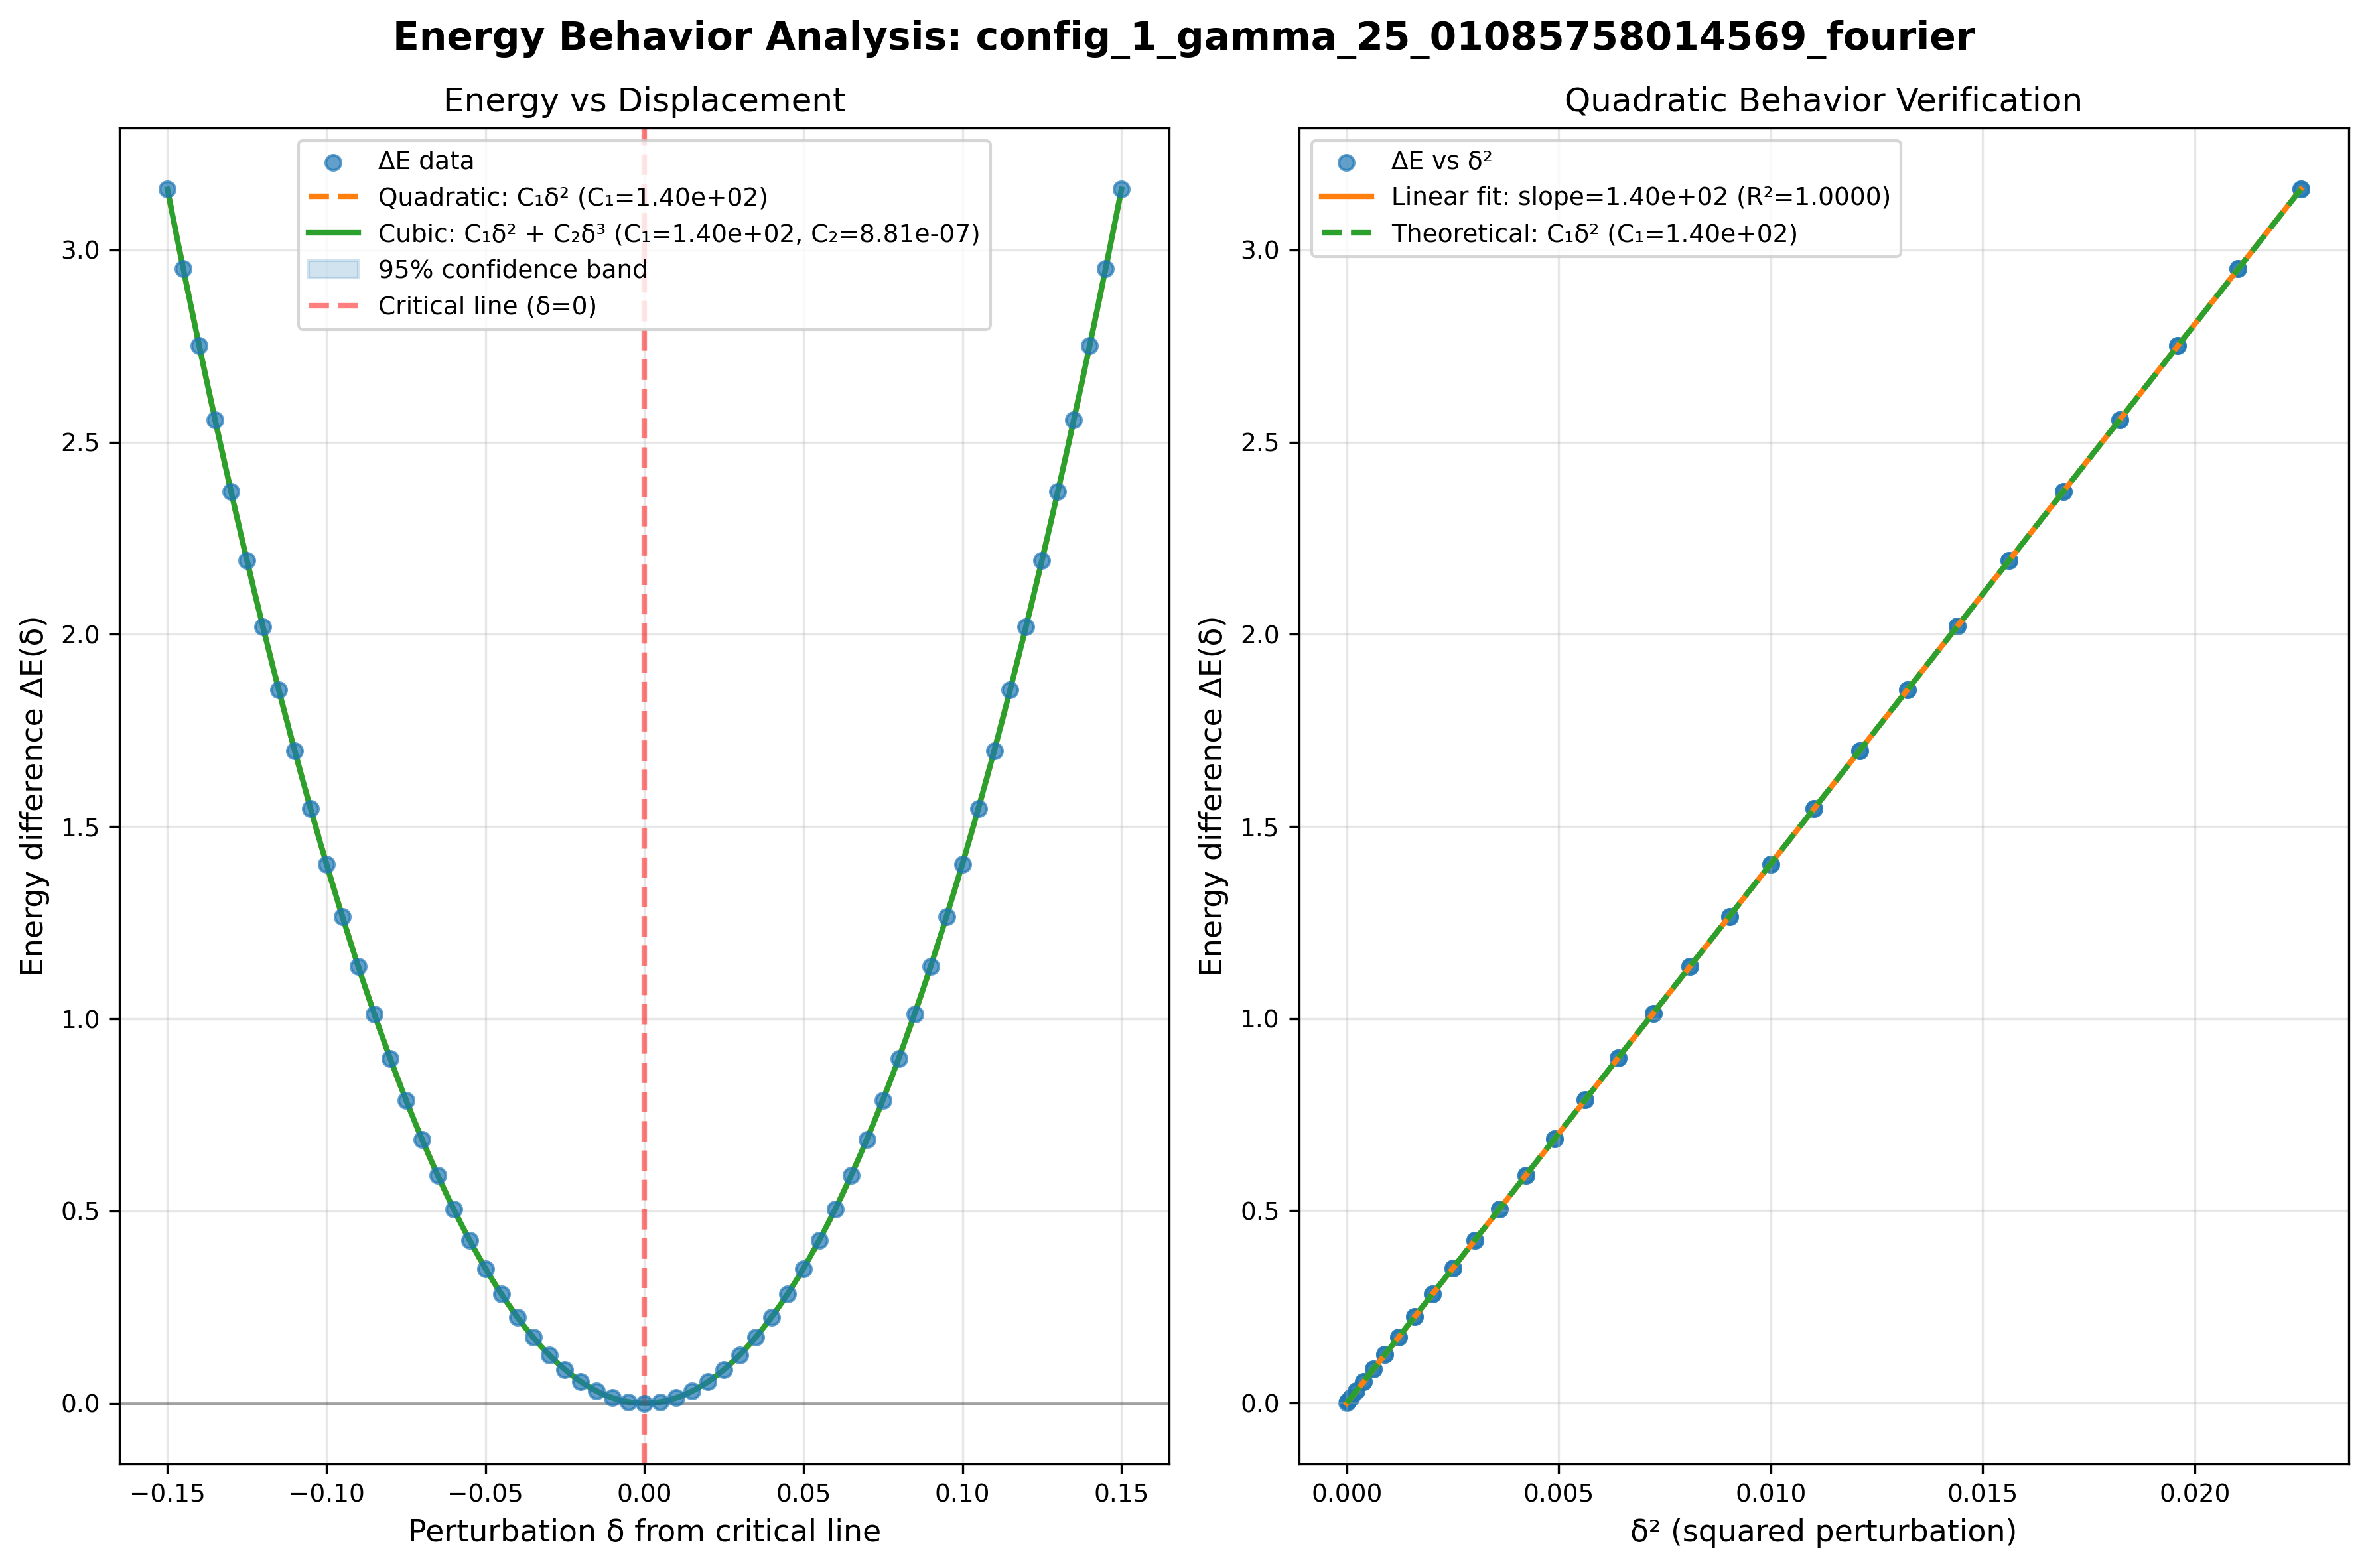 Energy Behavior Analysis: config_1_gamma_25_01085758014569_fourier
Energy vs Displacement
ΔE data
Quadratic: C₁δ² (C₁=1.40e+02)
Cubic: C₁δ² + C₂δ³ (C₁=1.40e+02, C₂=8.81e-07)
95% confidence band
Critical line (δ=0)
Energy difference ΔE(δ)
3.0
2.5
2.0
1.5
1.0
0.5
0.0
−0.15 −0.10 −0.05 0.00 0.05 0.10 0.15
Perturbation δ from critical line
Quadratic Behavior Verification
ΔE vs δ²
Linear fit: slope=1.40e+02 (R²=1.0000)
Theoretical: C₁δ² (C₁=1.40e+02)
Energy difference ΔE(δ)
3.0
2.5
2.0
1.5
1.0
0.5
0.0
0.000 0.005 0.010 0.015 0.020
δ² (squared perturbation)